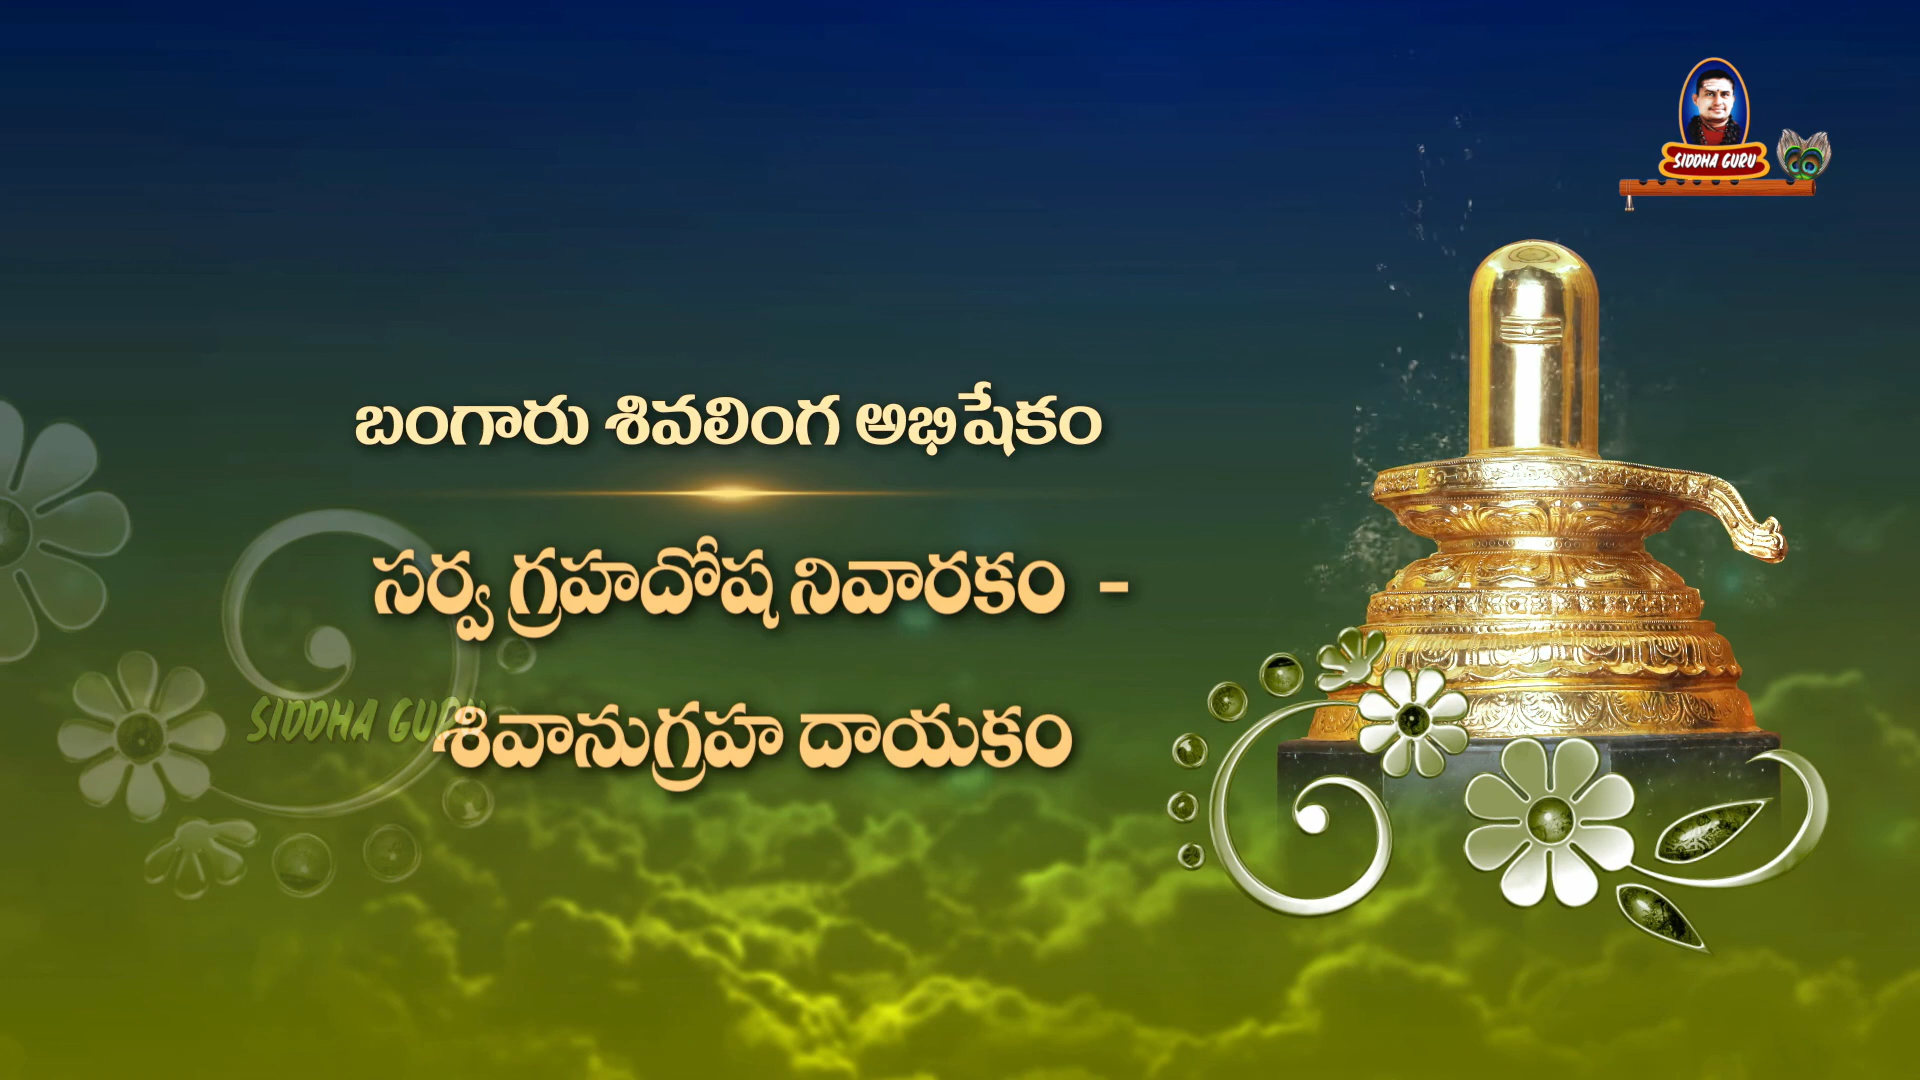 SIDDHA GURU
బంగారు శివలింగ అభిషేకం
సర్వ గ్రహదోష నివారకం -
శివానుగ్రహ దాయకం
SIDDHA GURU